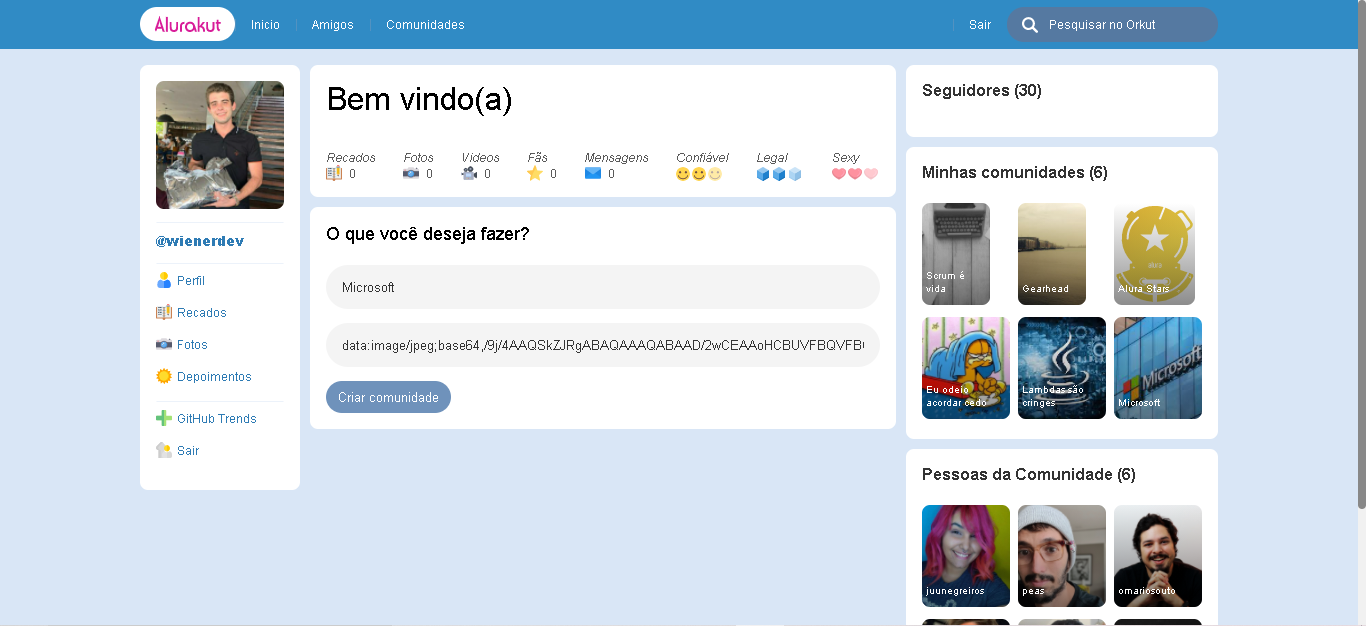 Alurakut
Inicio
Amigos
Comunidades
Sair
Pesquisar no Orkut
@wienerdev
Perfil
Recados
Fotos
Depoimentos
GitHub Trends
Sair
Bem vindo(a)
Recados
0
Fotos
0
Videos
0
Fãs
0
Mensagens
0
Confiável
Legal
Sexy
O que você deseja fazer?
Microsoft
data:image/jpeg;base64,/9j/4AAQSkZJRgABAQAAAQABAAD/2wCEAAoHCBUVFBQVFB
Criar comunidade
Seguidores (30)
Minhas comunidades (6)
Scrum é
vida
Gearhead
alura
Alura Stars
Eu odeio
acordar cedo
Java
Lambdas são
cringes
Microsoft
Microsoft
Pessoas da Comunidade (6)
juunegreiros
peas
omariosouto